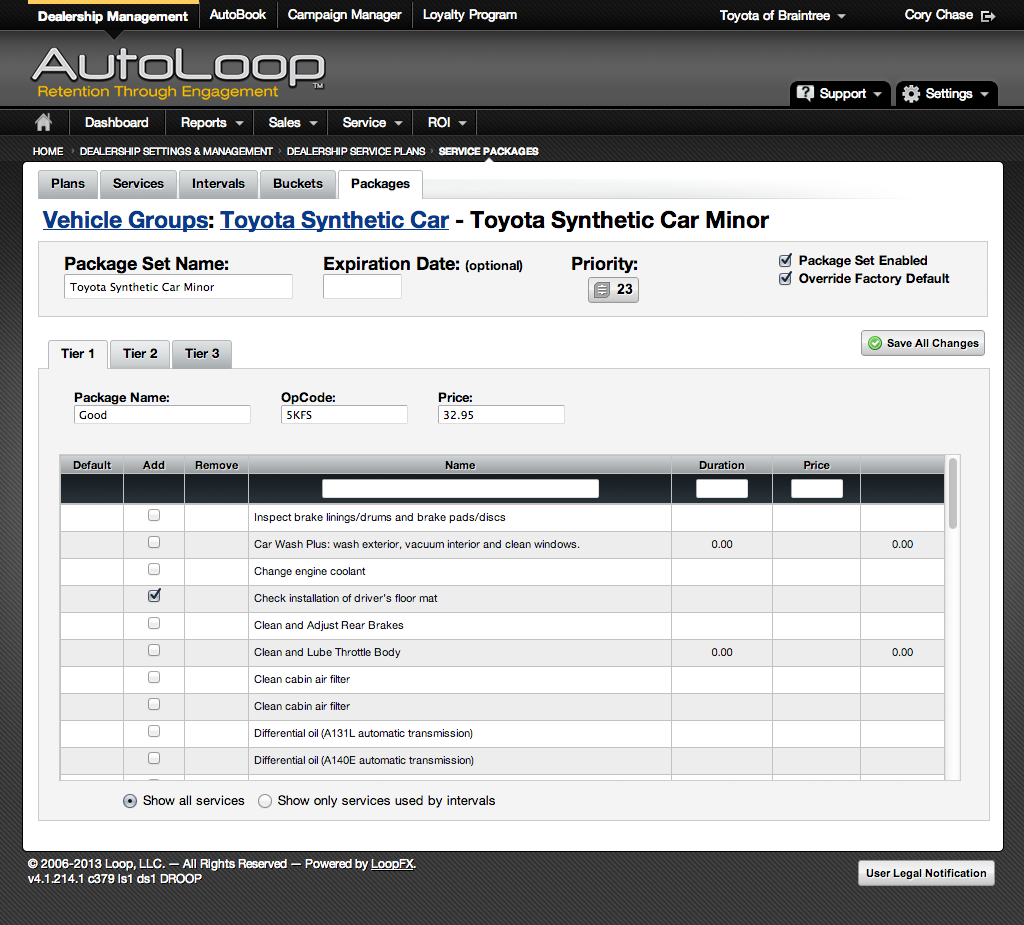 Dealership Management AutoBook Campaign Manager Loyalty Program Toyota of Braintree Cory Chase
AutoLoop™
Retention Through Engagement
Support Settings
Dashboard Reports Sales Service ROI
HOME › DEALERSHIP SETTINGS & MANAGEMENT › DEALERSHIP SERVICE PLANS › SERVICE PACKAGES
Plans Services Intervals Buckets Packages
Vehicle Groups: Toyota Synthetic Car - Toyota Synthetic Car Minor
Package Set Name: Expiration Date: (optional) Priority: Package Set Enabled
Toyota Synthetic Car Minor 23 Override Factory Default
Tier 1 Tier 2 Tier 3 Save All Changes
Package Name: OpCode: Price:
Good 5KFS 32.95
Default Add Remove Name Duration Price
Inspect brake linings/drums and brake pads/discs
Car Wash Plus: wash exterior, vacuum interior and clean windows. 0.00 0.00
Change engine coolant
Check installation of driver's floor mat
Clean and Adjust Rear Brakes
Clean and Lube Throttle Body 0.00 0.00
Clean cabin air filter
Clean cabin air filter
Differential oil (A131L automatic transmission)
Differential oil (A140E automatic transmission)
Show all services Show only services used by intervals
© 2006-2013 Loop, LLC. — All Rights Reserved — Powered by LoopFX.
v4.1.214.1 c379 ls1 ds1 DROOP
User Legal Notification